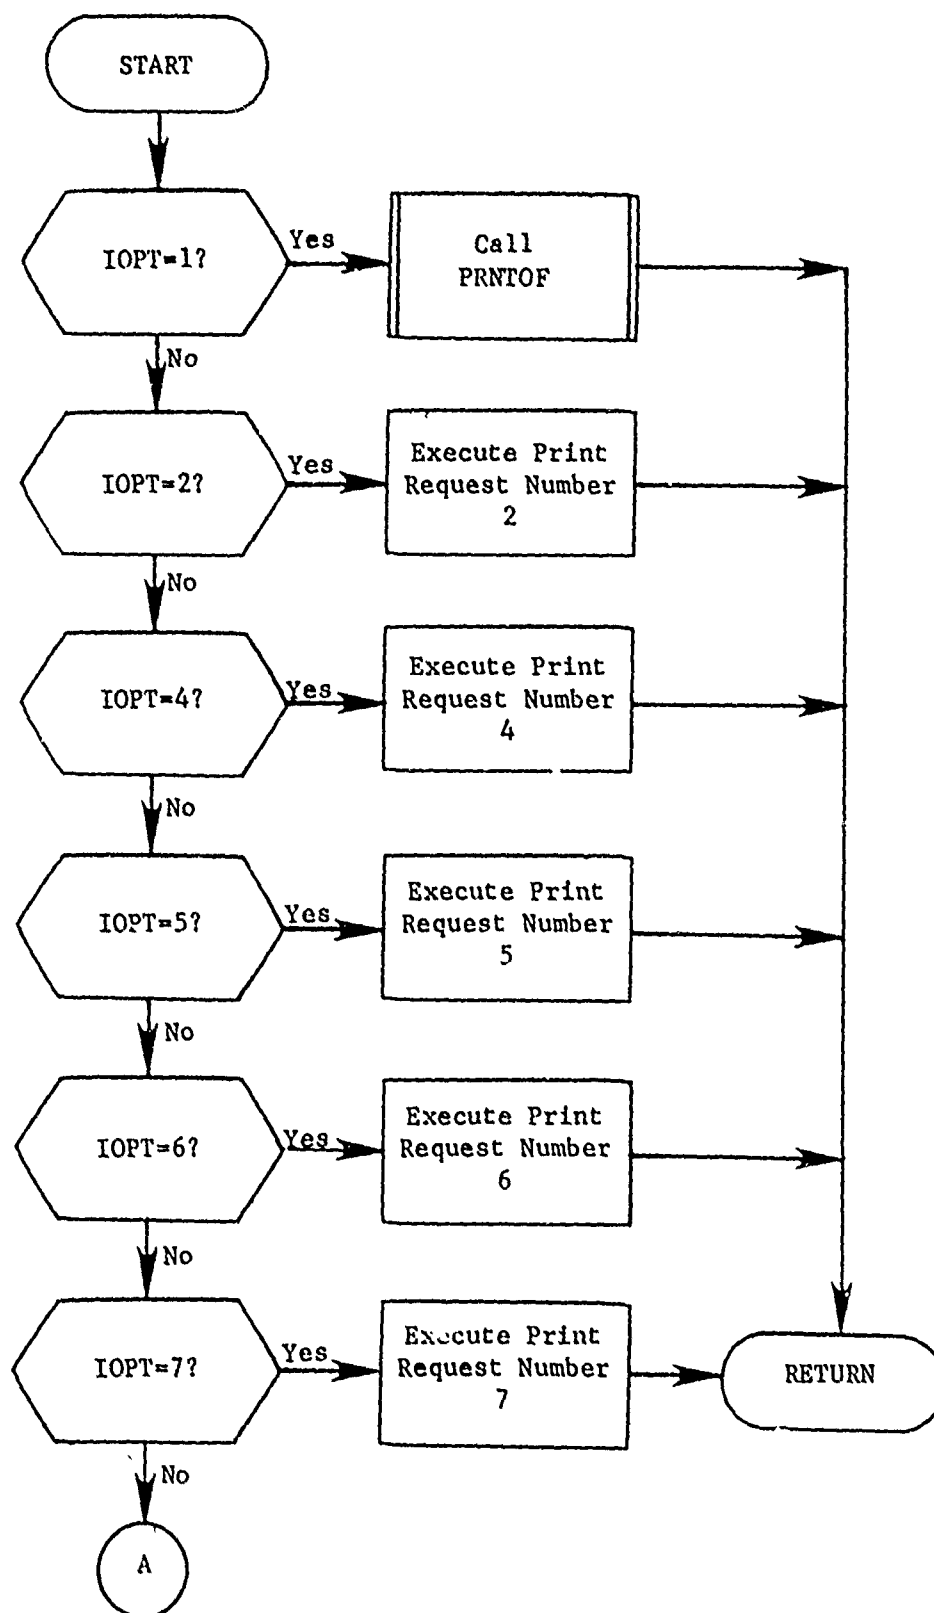 START
IOPT=1?
Yes
Call
PRNTOF
No
IOPT=2?
Yes
Execute Print
Request Number
2
No
IOPT=4?
Yes
Execute Print
Request Number
4
No
IOPT=5?
Yes
Execute Print
Request Number
5
No
IOPT=6?
Yes
Execute Print
Request Number
6
No
IOPT=7?
Yes
Execute Print
Request Number
7
RETURN
No
A